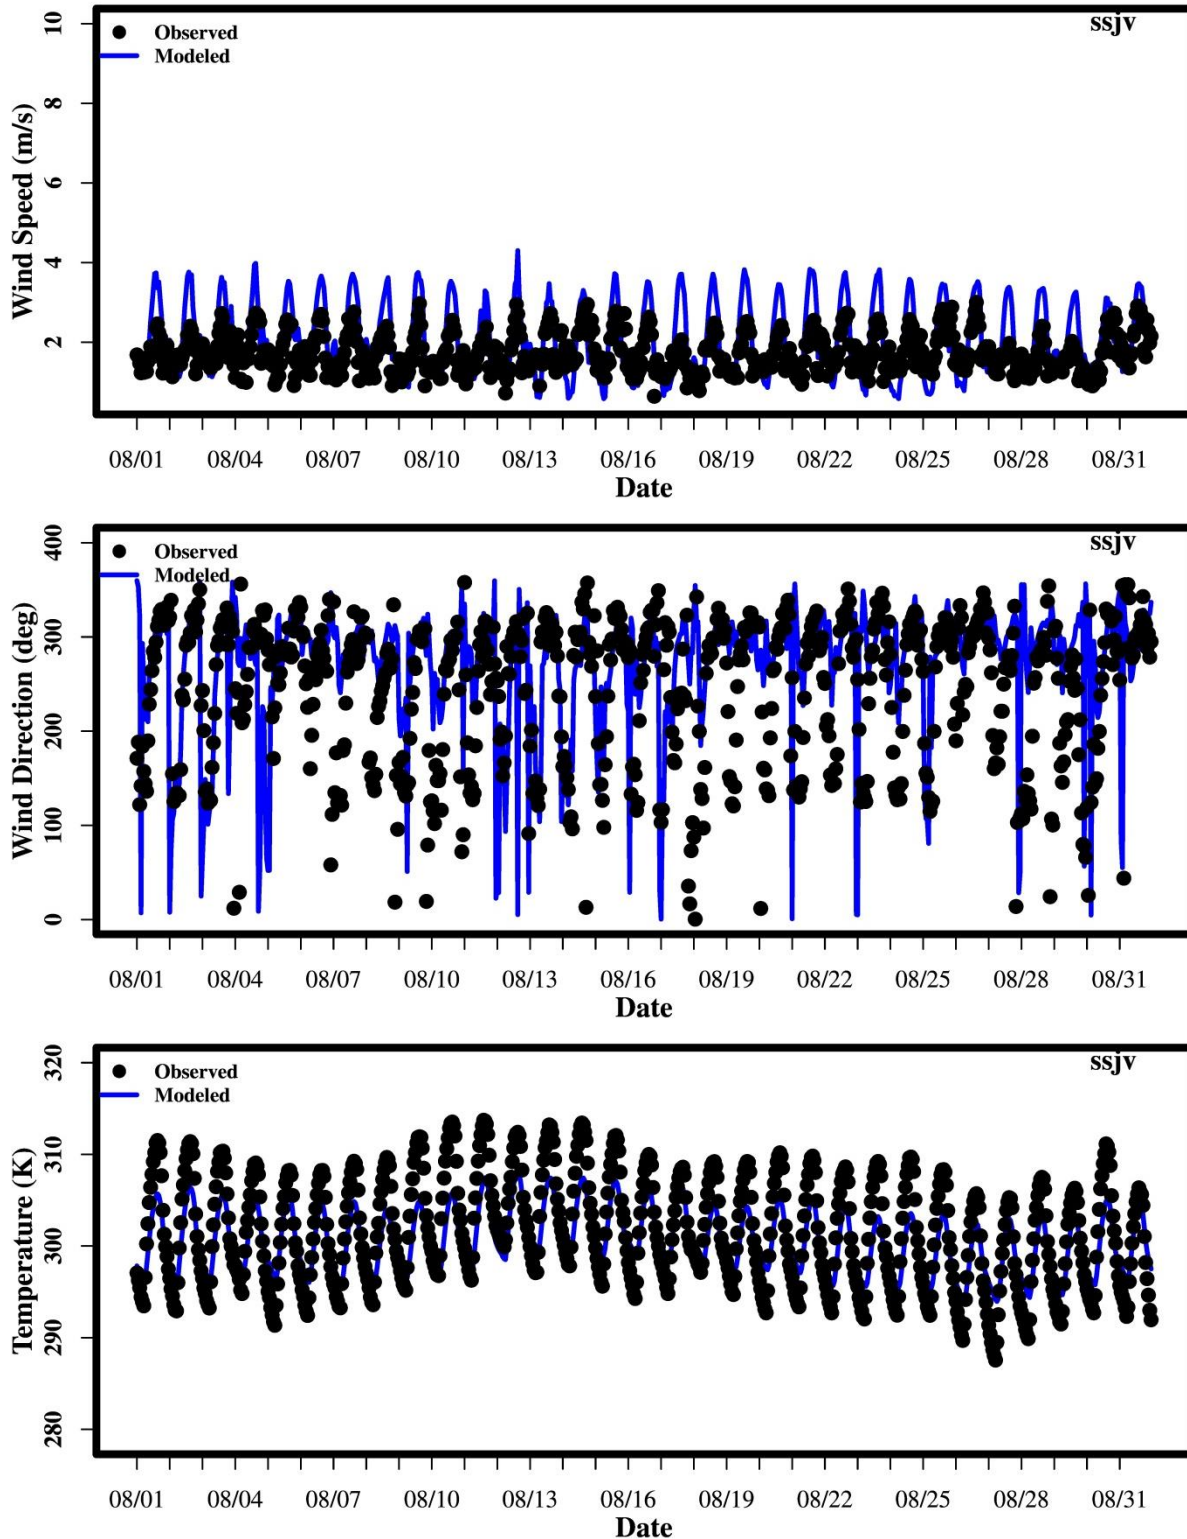 ssjv
Observed
Modeled
Wind Speed (m/s)
10
8
6
4
2
08/01 08/04 08/07 08/10 08/13 08/16 08/19 08/22 08/25 08/28 08/31
Date
ssjv
Observed
Modeled
Wind Direction (deg)
400
300
200
100
0
08/01 08/04 08/07 08/10 08/13 08/16 08/19 08/22 08/25 08/28 08/31
Date
ssjv
Observed
Modeled
Temperature (K)
320
310
300
290
280
08/01 08/04 08/07 08/10 08/13 08/16 08/19 08/22 08/25 08/28 08/31
Date